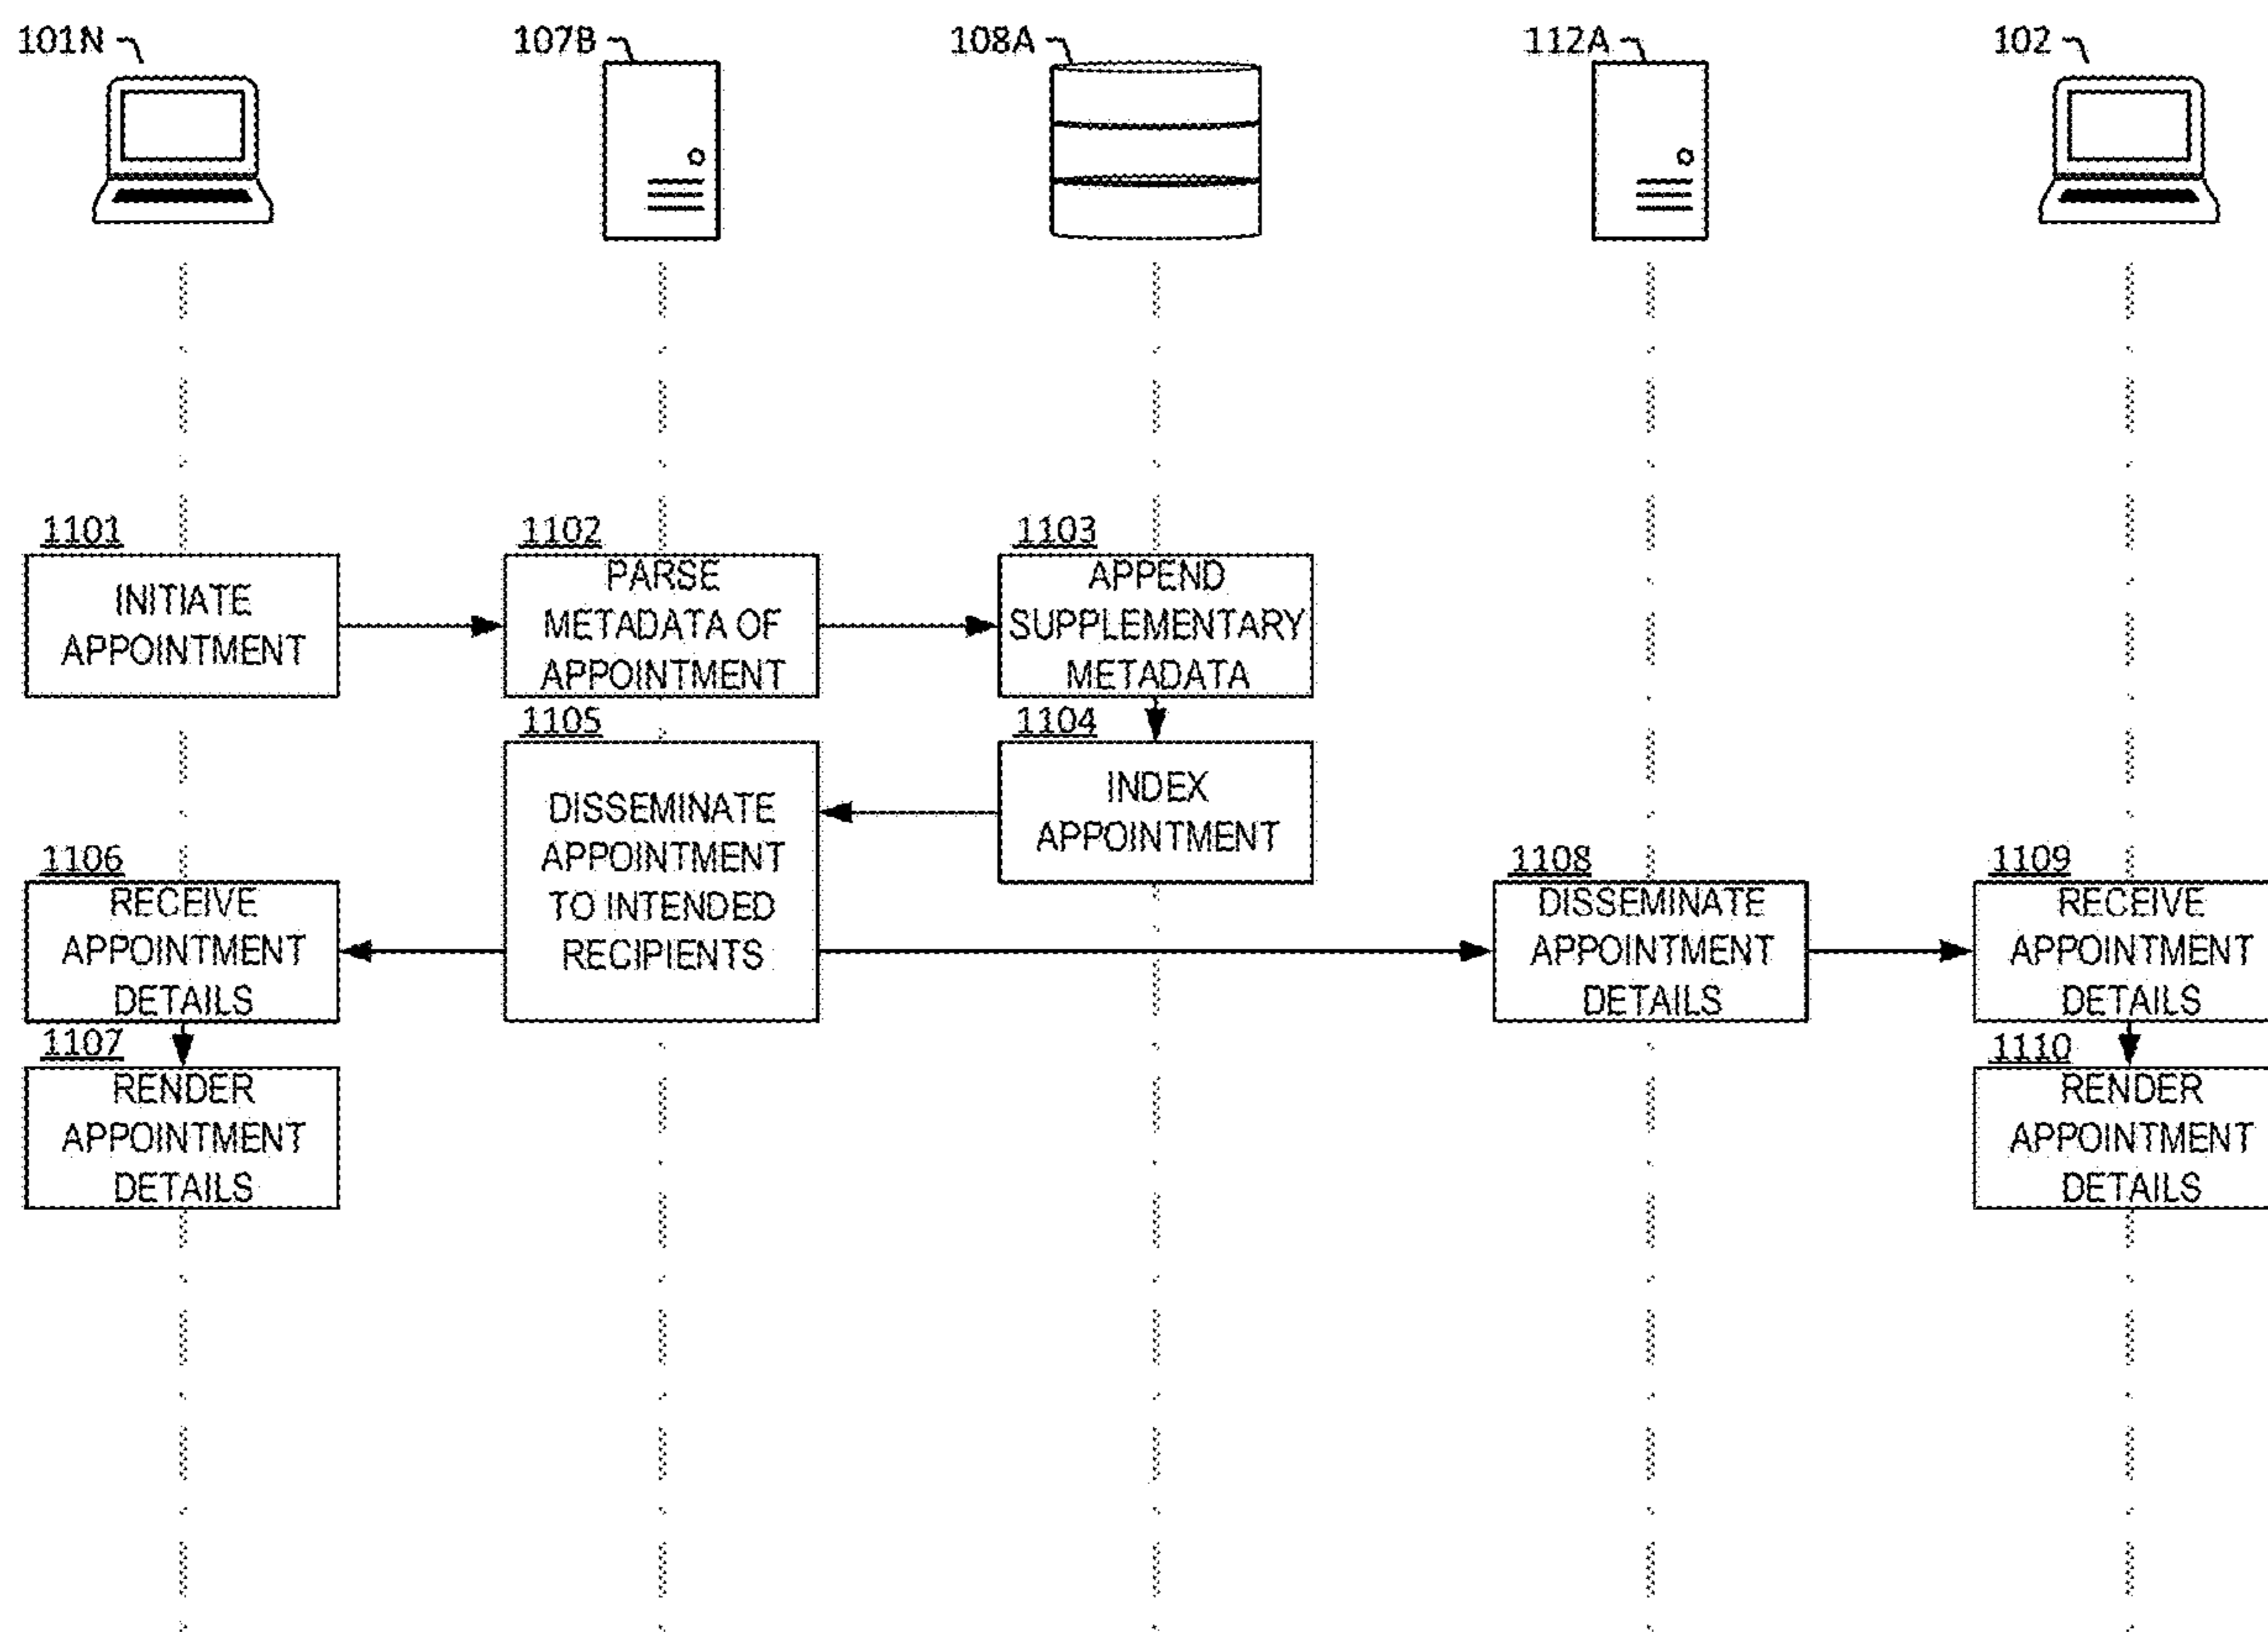 101N
107B
108A
112A
102
1101
INITIATE
APPOINTMENT
1102
PARSE
METADATA OF
APPOINTMENT
1103
APPEND
SUPPLEMENTARY
METADATA
1104
INDEX
APPOINTMENT
1105
DISSEMINATE
APPOINTMENT
TO INTENDED
RECIPIENTS
1106
RECEIVE
APPOINTMENT
DETAILS
1107
RENDER
APPOINTMENT
DETAILS
1108
DISSEMINATE
APPOINTMENT
DETAILS
1109
RECEIVE
APPOINTMENT
DETAILS
1110
RENDER
APPOINTMENT
DETAILS